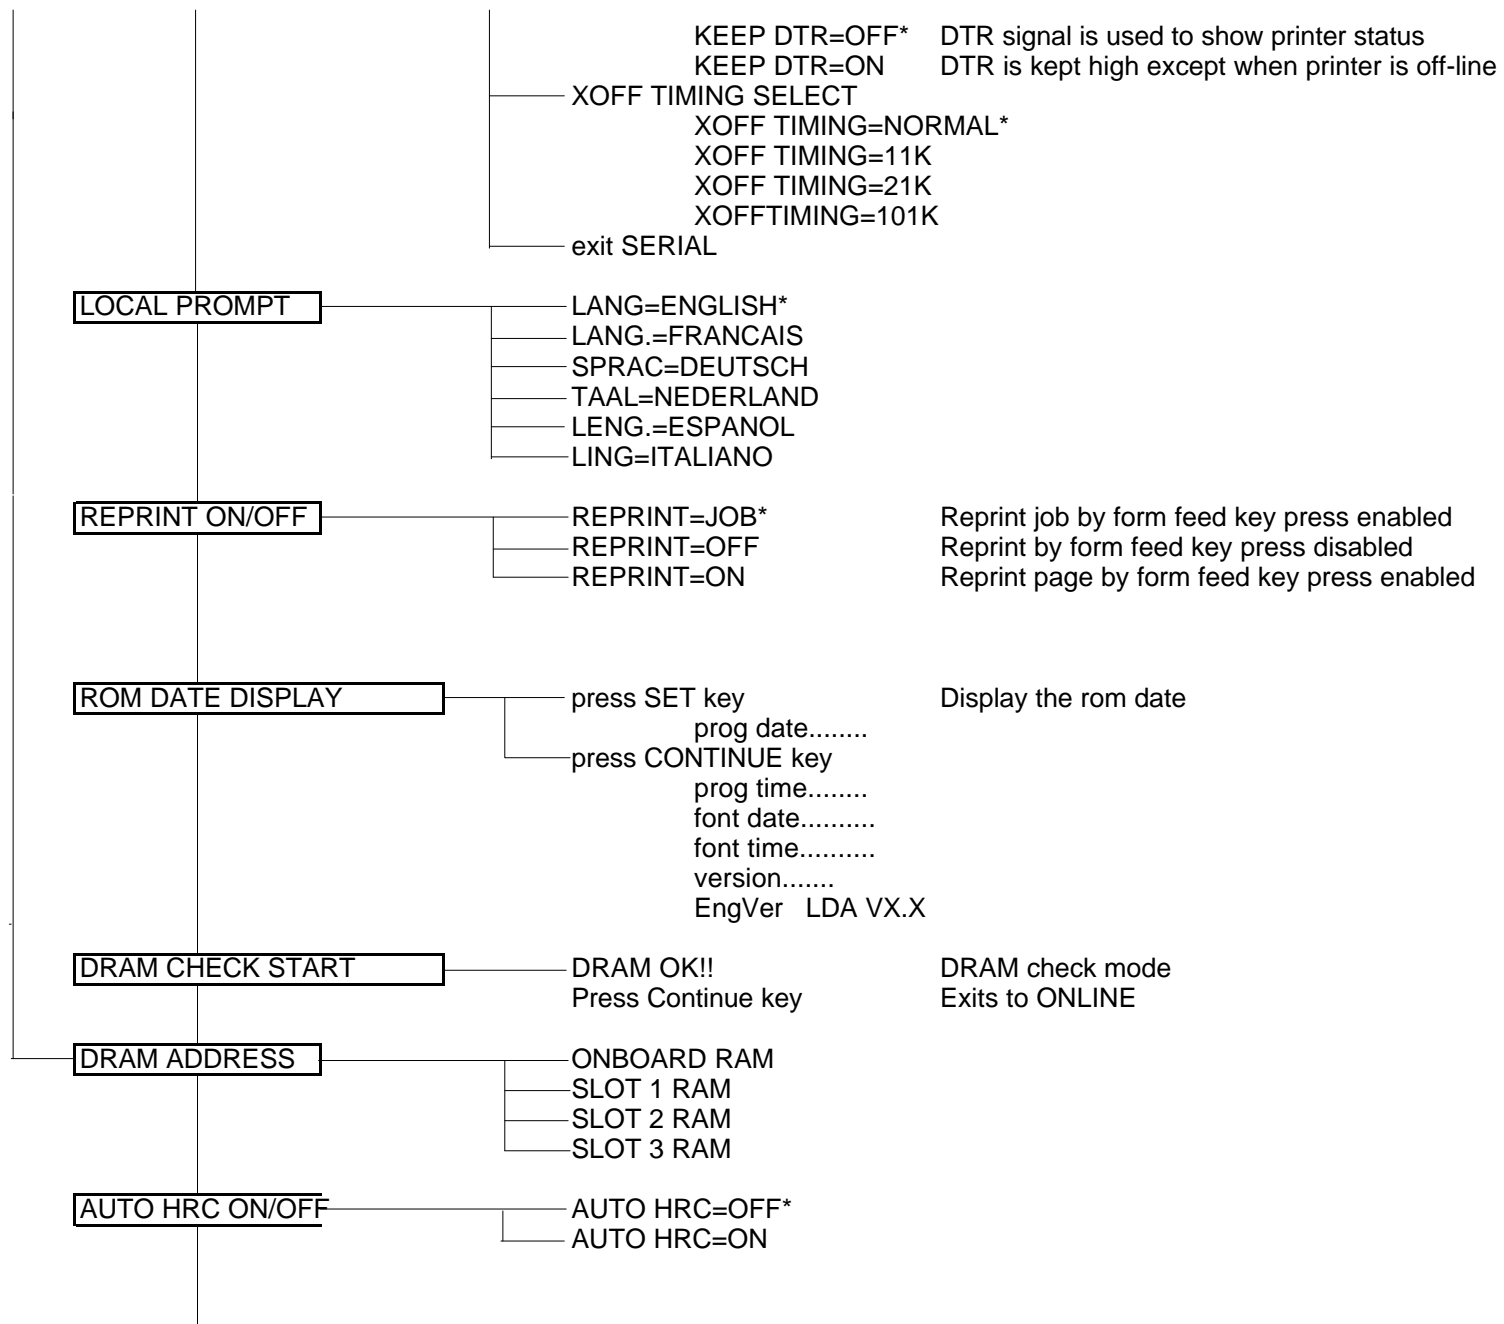 KEEP DTR=OFF* DTR signal is used to show printer status
KEEP DTR=ON DTR is kept high except when printer is off-line
XOFF TIMING SELECT
XOFF TIMING=NORMAL*
XOFF TIMING=11K
XOFF TIMING=21K
XOFFTIMING=101K
exit SERIAL
LOCAL PROMPT LANG=ENGLISH*
LANG.=FRANCAIS
SPRAC=DEUTSCH
TAAL=NEDERLAND
LENG.=ESPANOL
LING=ITALIANO
REPRINT ON/OFF REPRINT=JOB* Reprint job by form feed key press enabled
REPRINT=OFF Reprint by form feed key press disabled
REPRINT=ON Reprint page by form feed key press enabled
ROM DATE DISPLAY press SET key Display the rom date
prog date........
press CONTINUE key
prog time........
font date..........
font time..........
version.......
EngVer LDA VX.X
DRAM CHECK START DRAM OK!! DRAM check mode
Press Continue key Exits to ONLINE
DRAM ADDRESS ONBOARD RAM
SLOT 1 RAM
SLOT 2 RAM
SLOT 3 RAM
AUTO HRC ON/OFF AUTO HRC=OFF*
AUTO HRC=ON